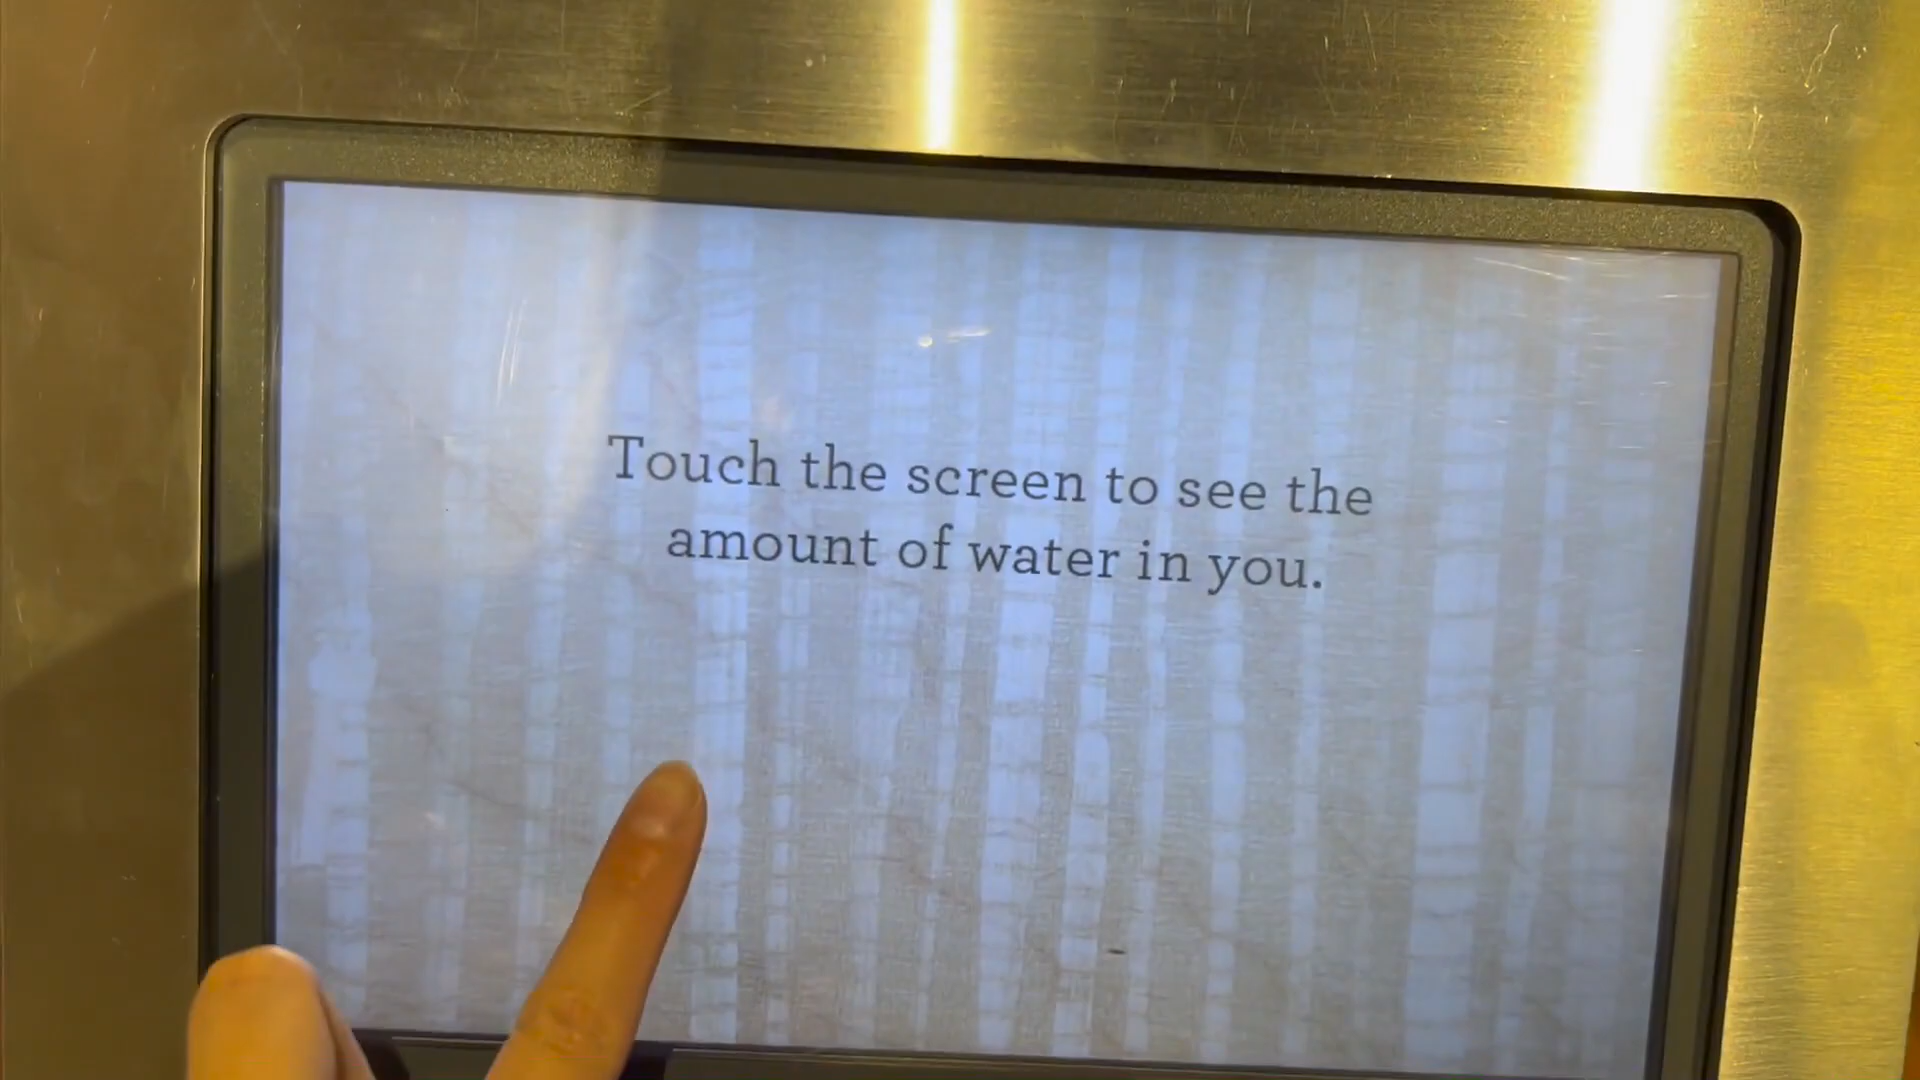 Touch the screen to see the
amount of water in you.